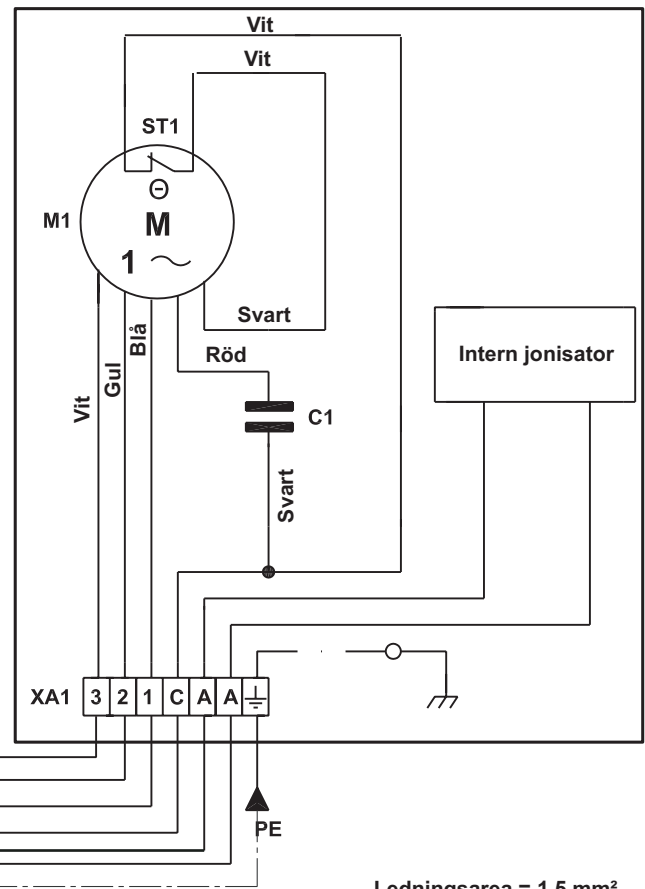 Vit
Vit
ST1
M1
Θ
M
1 ~
Svart
Röd
Intern jonisator
Blå
Gul
Vit
C1
Svart
XA1 3 2 1 C A A
PE
Ledningsarea = 1,5 mm²